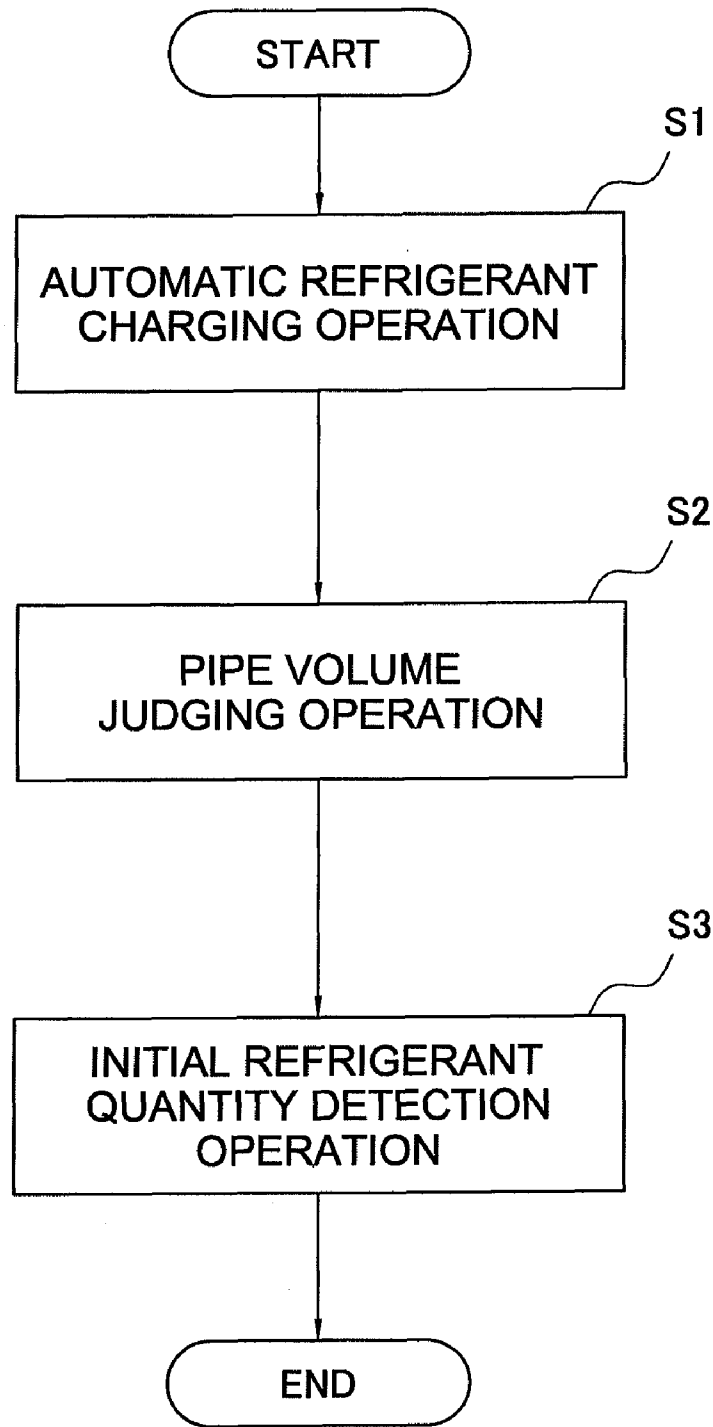 START
S1
AUTOMATIC REFRIGERANT
CHARGING OPERATION
S2
PIPE VOLUME
JUDGING OPERATION
S3
INITIAL REFRIGERANT
QUANTITY DETECTION
OPERATION
END